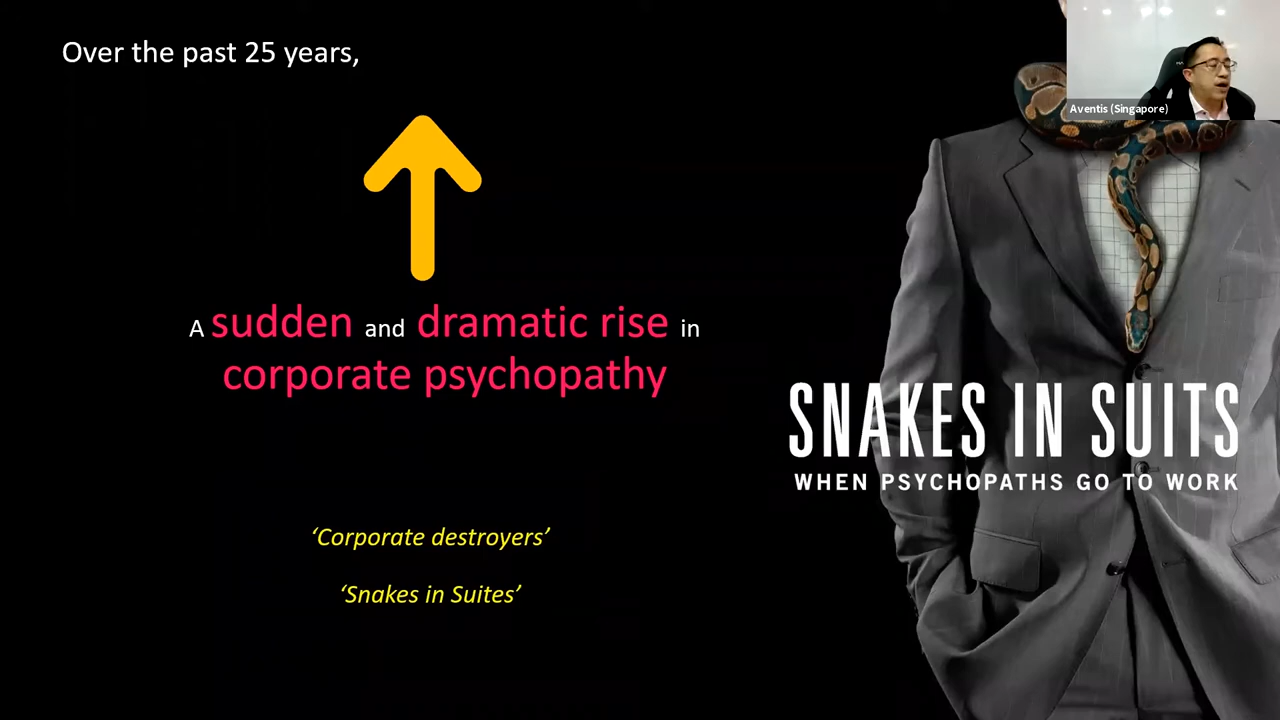 Over the past 25 years,
A sudden and dramatic rise in
corporate psychopathy
'Corporate destroyers'
'Snakes in Suites'
Aventis (Singapore)
SNAKES IN SUITS
WHEN PSYCHOPATHS GO TO WORK